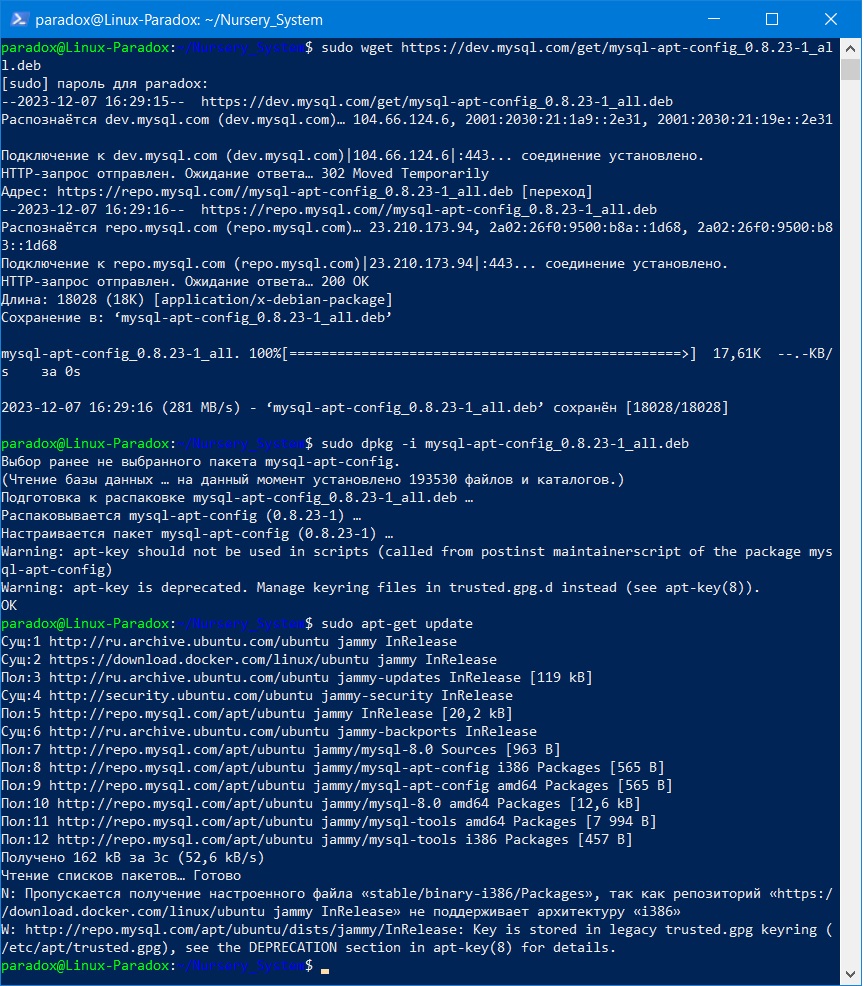 paradox@Linux-Paradox: ~/Nursery_System
paradox@Linux-Paradox:~/Nursery_System$ sudo wget https://dev.mysql.com/get/mysql-apt-config_0.8.23-1_al
l.deb
[sudo] пароль для paradox:
--2023-12-07 16:29:15--  https://dev.mysql.com/get/mysql-apt-config_0.8.23-1_all.deb
Распознаётся dev.mysql.com (dev.mysql.com)… 104.66.124.6, 2001:2030:21:1a9::2e31, 2001:2030:21:19e::2e31
Подключение к dev.mysql.com (dev.mysql.com)|104.66.124.6|:443... соединение установлено.
HTTP-запрос отправлен. Ожидание ответа… 302 Moved Temporarily
Адрес: https://repo.mysql.com//mysql-apt-config_0.8.23-1_all.deb [переход]
--2023-12-07 16:29:16--  https://repo.mysql.com//mysql-apt-config_0.8.23-1_all.deb
Распознаётся repo.mysql.com (repo.mysql.com)… 23.210.173.94, 2a02:26f0:9500:b8a::1d68, 2a02:26f0:9500:b8
3::1d68
Подключение к repo.mysql.com (repo.mysql.com)|23.210.173.94|:443... соединение установлено.
HTTP-запрос отправлен. Ожидание ответа… 200 OK
Длина: 18028 (18K) [application/x-debian-package]
Сохранение в: ‘mysql-apt-config_0.8.23-1_all.deb’
mysql-apt-config_0.8.23-1_all. 100%[=================================================>]  17,61K  --.-KB/
s    за 0s
2023-12-07 16:29:16 (281 MB/s) - ‘mysql-apt-config_0.8.23-1_all.deb’ сохранён [18028/18028]
paradox@Linux-Paradox:~/Nursery_System$ sudo dpkg -i mysql-apt-config_0.8.23-1_all.deb
Выбор ранее не выбранного пакета mysql-apt-config.
(Чтение базы данных … на данный момент установлено 193530 файлов и каталогов.)
Подготовка к распаковке mysql-apt-config_0.8.23-1_all.deb …
Распаковывается mysql-apt-config (0.8.23-1) …
Настраивается пакет mysql-apt-config (0.8.23-1) …
Warning: apt-key should not be used in scripts (called from postinst maintainerscript of the package mys
ql-apt-config)
Warning: apt-key is deprecated. Manage keyring files in trusted.gpg.d instead (see apt-key(8)).
OK
paradox@Linux-Paradox:~/Nursery_System$ sudo apt-get update
Сущ:1 http://ru.archive.ubuntu.com/ubuntu jammy InRelease
Сущ:2 https://download.docker.com/linux/ubuntu jammy InRelease
Пол:3 http://ru.archive.ubuntu.com/ubuntu jammy-updates InRelease [119 kB]
Сущ:4 http://security.ubuntu.com/ubuntu jammy-security InRelease
Пол:5 http://repo.mysql.com/apt/ubuntu jammy InRelease [20,2 kB]
Сущ:6 http://ru.archive.ubuntu.com/ubuntu jammy-backports InRelease
Пол:7 http://repo.mysql.com/apt/ubuntu jammy/mysql-8.0 Sources [963 B]
Пол:8 http://repo.mysql.com/apt/ubuntu jammy/mysql-apt-config i386 Packages [565 B]
Пол:9 http://repo.mysql.com/apt/ubuntu jammy/mysql-apt-config amd64 Packages [565 B]
Пол:10 http://repo.mysql.com/apt/ubuntu jammy/mysql-8.0 amd64 Packages [12,6 kB]
Пол:11 http://repo.mysql.com/apt/ubuntu jammy/mysql-tools amd64 Packages [7 994 B]
Пол:12 http://repo.mysql.com/apt/ubuntu jammy/mysql-tools i386 Packages [457 B]
Получено 162 kB за 3с (52,6 kB/s)
Чтение списков пакетов… Готово
N: Пропускается получение настроенного файла «stable/binary-i386/Packages», так как репозиторий «https:/
/download.docker.com/linux/ubuntu jammy InRelease» не поддерживает архитектуру «i386»
W: http://repo.mysql.com/apt/ubuntu/dists/jammy/InRelease: Key is stored in legacy trusted.gpg keyring (
/etc/apt/trusted.gpg), see the DEPRECATION section in apt-key(8) for details.
paradox@Linux-Paradox:~/Nursery_System$